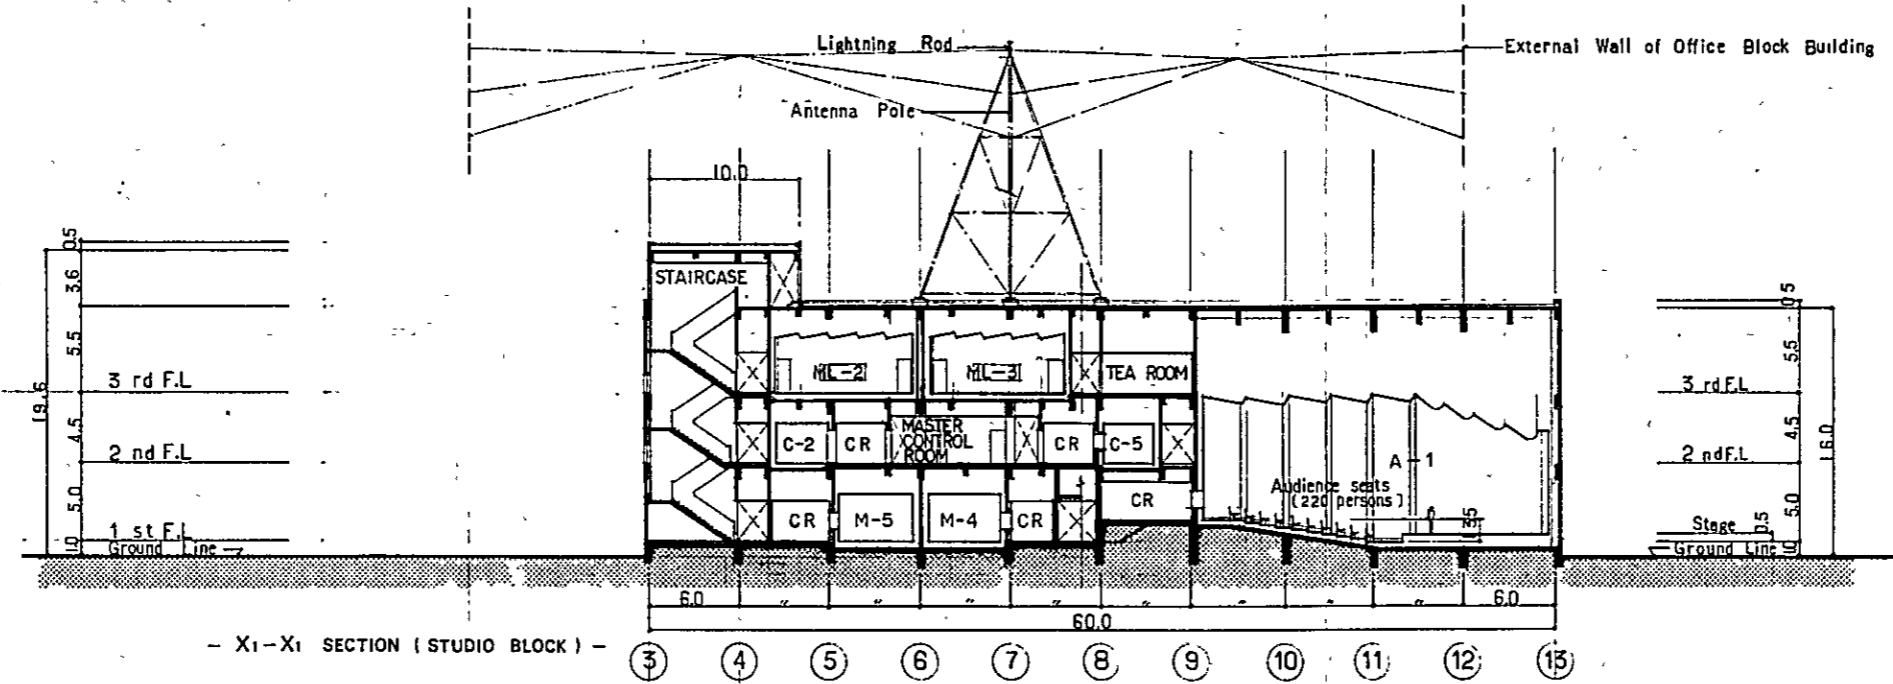 Lightning Rod
External Wall of Office Block Building
Antenna Pole
10.0
0.5
3.6
5.5
19.6
3 rd F.L
4.5
2 nd F.L
5.0
1 st F.L
1.0
Ground Line
STAIRCASE
ML-2
ML-3
TEA ROOM
C-2
CR
MASTER
CONTROL
ROOM
CR
C-5
CR
M-5
M-4
CR
CR
A-1
Audience seats
(220 persons)
0.5
5.5
3 rd F.L
4.5
16.0
2 nd F.L
5.0
Stage
0.5
1.0
Ground Line
6.0 " " " " " " " " 6.0
60.0
- X1-X1 SECTION ( STUDIO BLOCK ) -
3 4 5 6 7 8 9 10 11 12 13